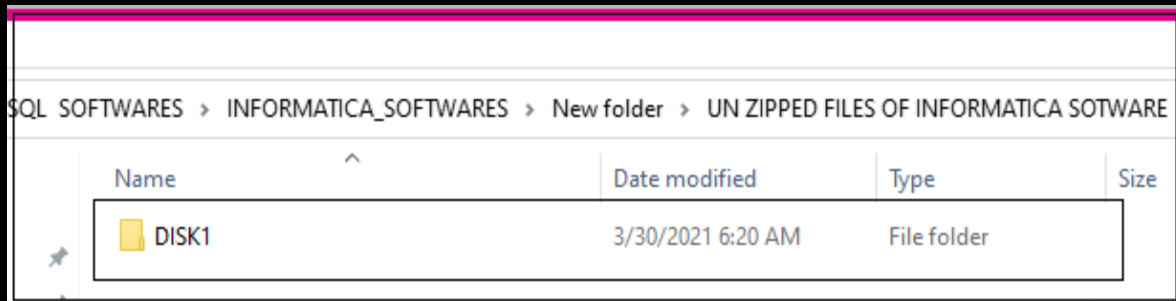 SQL SOFTWARES > INFORMATICA_SOFTWARES > New folder > UN ZIPPED FILES OF INFORMATICA SOTWARE
Name Date modified Type Size
DISK1 3/30/2021 6:20 AM File folder